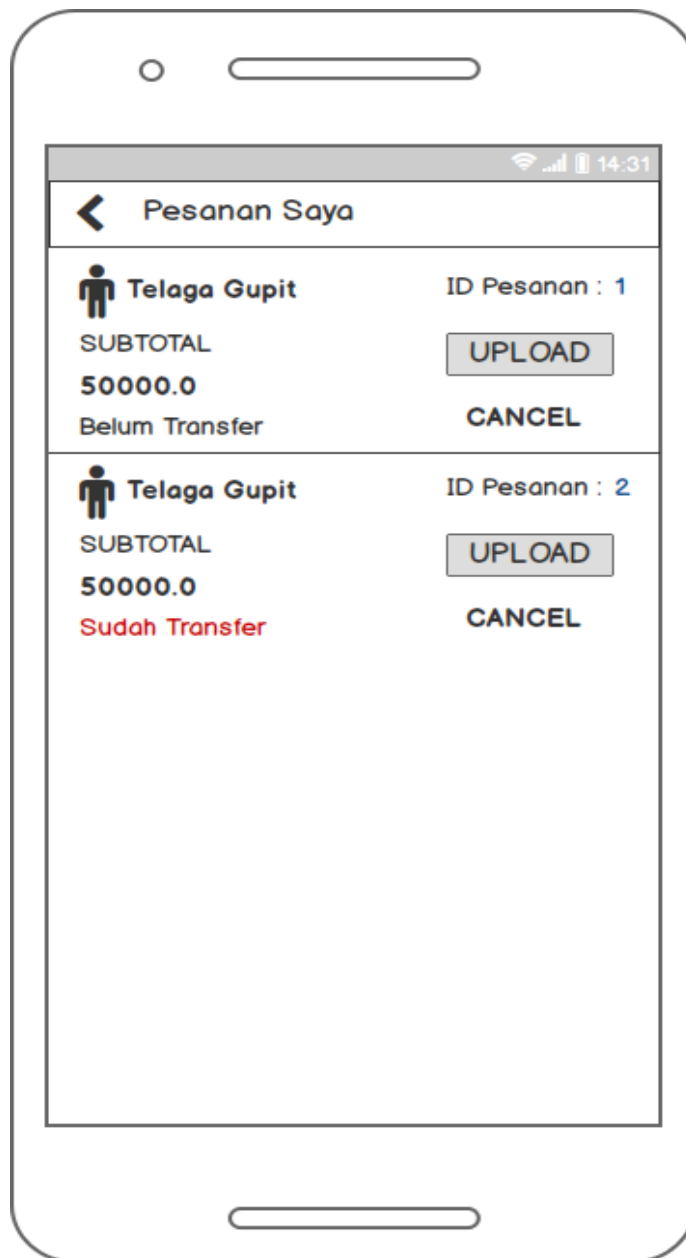 14:31
Pesanan Saya
Telaga Gupit
ID Pesanan : 1
SUBTOTAL
UPLOAD
50000.0
CANCEL
Belum Transfer
Telaga Gupit
ID Pesanan : 2
SUBTOTAL
UPLOAD
50000.0
CANCEL
Sudah Transfer